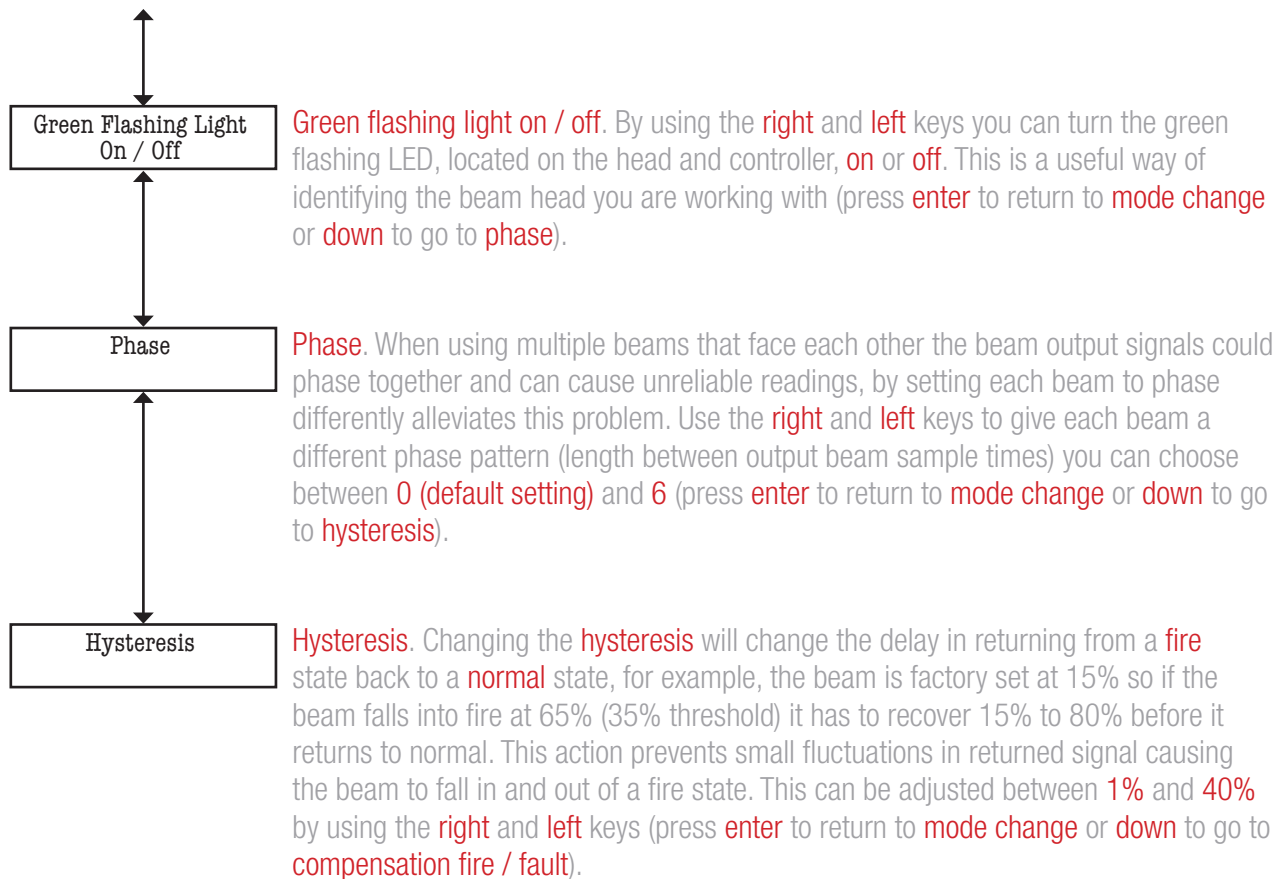 Green Flashing Light
On / Off
Green flashing light on / off. By using the right and left keys you can turn the green
flashing LED, located on the head and controller, on or off. This is a useful way of
identifying the beam head you are working with (press enter to return to mode change
or down to go to phase).
Phase
Phase. When using multiple beams that face each other the beam output signals could
phase together and can cause unreliable readings, by setting each beam to phase
differently alleviates this problem. Use the right and left keys to give each beam a
different phase pattern (length between output beam sample times) you can choose
between 0 (default setting) and 6 (press enter to return to mode change or down to go
to hysteresis).
Hysteresis
Hysteresis. Changing the hysteresis will change the delay in returning from a fire
state back to a normal state, for example, the beam is factory set at 15% so if the
beam falls into fire at 65% (35% threshold) it has to recover 15% to 80% before it
returns to normal. This action prevents small fluctuations in returned signal causing
the beam to fall in and out of a fire state. This can be adjusted between 1% and 40%
by using the right and left keys (press enter to return to mode change or down to go to
compensation fire / fault).